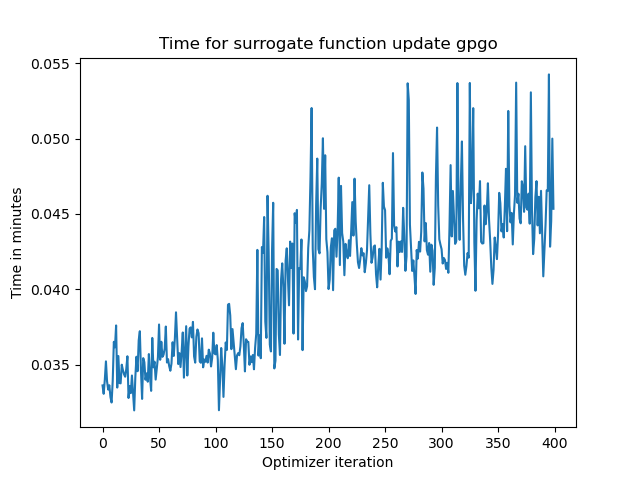 Time for surrogate function update gpgo
0.055
0.050
0.045
0.040
0.035
Time in minutes
0 50 100 150 200 250 300 350 400
Optimizer iteration